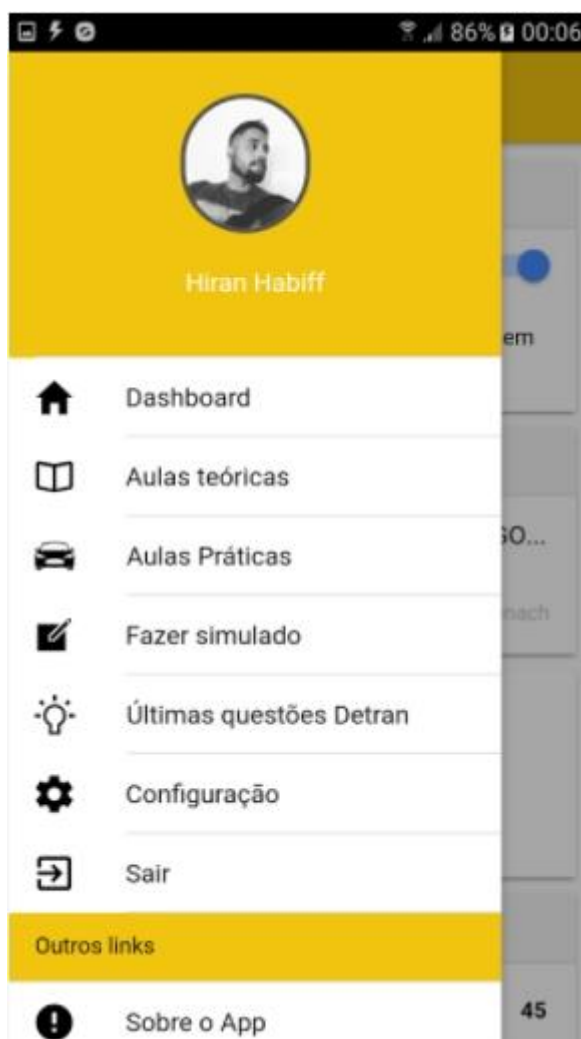 86% 00:06
Hiran Habiff
em
Dashboard
Aulas teóricas
Aulas Práticas
Fazer simulado
Últimas questões Detran
Configuração
Sair
Outros links
Sobre o App
45